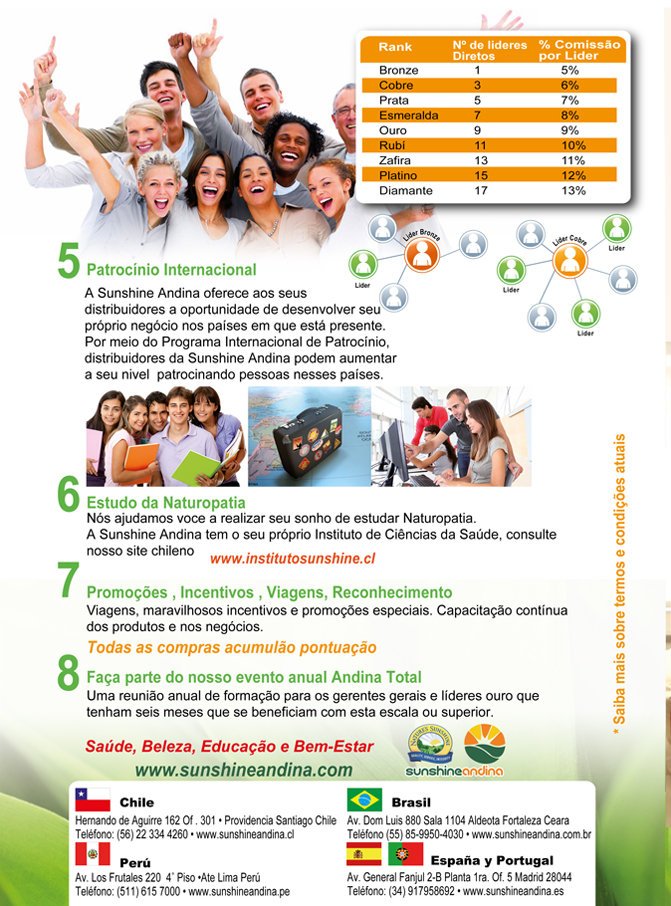 Rank Nº de lideres Diretos % Comissão por Lider
Bronze 1 5%
Cobre 3 6%
Prata 5 7%
Esmeralda 7 8%
Ouro 9 9%
Rubí 11 10%
Zafira 13 11%
Platino 15 12%
Diamante 17 13%
Lider Bronze
Lider
Lider Cobre
Lider
Lider
Lider
5 Patrocínio Internacional
A Sunshine Andina oferece aos seus
distribuidores a oportunidade de desenvolver seu
próprio negócio nos países em que está presente.
Por meio do Programa Internacional de Patrocínio,
distribuidores da Sunshine Andina podem aumentar
a seu nivel patrocinando pessoas nesses países.
6 Estudo da Naturopatia
Nós ajudamos voce a realizar seu sonho de estudar Naturopatia.
A Sunshine Andina tem o seu próprio Instituto de Ciências da Saúde, consulte
nosso site chileno www.institutosunshine.cl
7 Promoções , Incentivos , Viagens, Reconhecimento
Viagens, maravilhosos incentivos e promoções especiais. Capacitação contínua
dos produtos e nos negócios.
Todas as compras acumulão pontuação
8 Faça parte do nosso evento anual Andina Total
Uma reunião anual de formação para os gerentes gerais e líderes ouro que
tenham seis meses que se beneficiam com esta escala ou superior.
* Saiba mais sobre termos e condições atuais
Saúde, Beleza, Educação e Bem-Estar
www.sunshineandina.com
NATURE'S SUNSHINE
sunshineandina
Chile
Hernando de Aguirre 162 Of . 301 • Providencia Santiago Chile
Teléfono: (56) 22 334 4260 • www.sunshineandina.cl
Brasil
Av. Dom Luis 880 Sala 1104 Aldeota Fortaleza Ceara
Teléfono (55) 85-9950-4030 • www.sunshineandina.com.br
Perú
Av. Los Frutales 220 4´ Piso •Ate Lima Perú
Teléfono: (511) 615 7000 • www.sunshineandina.pe
España y Portugal
Av. General Fanjul 2-B Planta 1ra. Of. 5 Madrid 28044
Teléfono: (34) 917958692 • www.sunshineandina.es